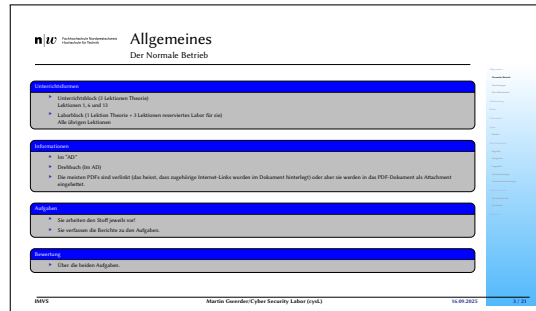 n|w Fachhochschule Nordwestschweiz
Hochschule für Technik
Allgemeines
Der Normale Betrieb
Unterrichtsformen
Unterrichtsblock (3 Lektionen Theorie)
Lektionen 1, 6 und 13
Laborblock (1 Lektion Theorie + 3 Lektionen reserviertes Labor für sie)
Alle übrigen Lektionen
Informationen
Im "AD"
Drehbuch (Im AD)
Die meisten PDFs sind verlinkt (das heisst, dass zugehörige Internet-Links wurden im Dokument hinterlegt) oder aber sie werden in das PDF-Dokument als Attachment
eingebettet.
Aufgaben
Sie arbeiten den Stoff jeweils vor!
Sie verfassen die Berichte zu den Aufgaben.
Bewertung
Über die beiden Aufgaben.
IMVS
Martin Gwerder/Cyber Security Labor (cysL)
16.09.2025
3 / 21